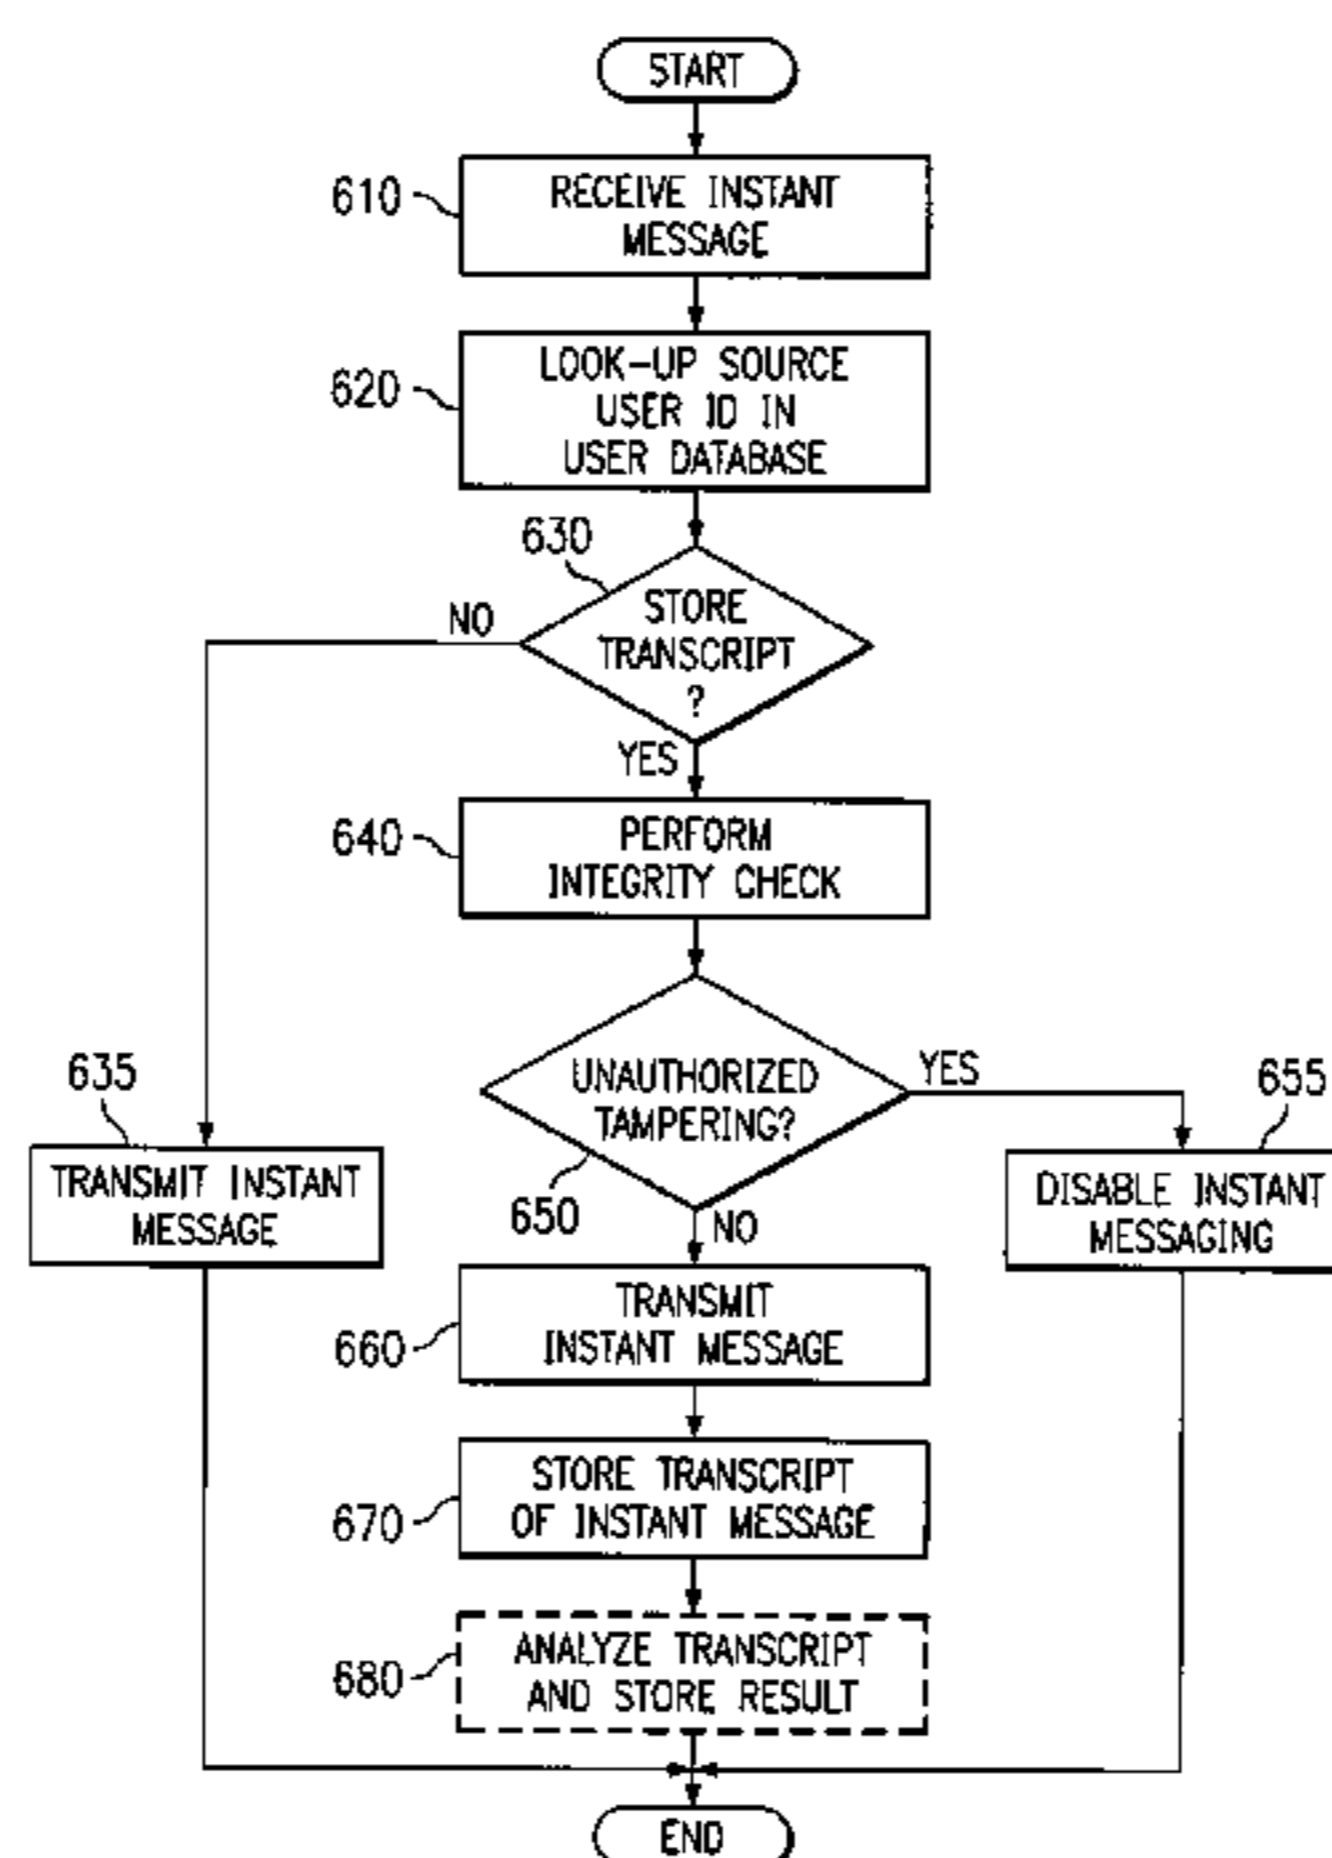 START
610
RECEIVE INSTANT
MESSAGE
620
LOOK-UP SOURCE
USER ID IN
USER DATABASE
630
STORE
TRANSCRIPT
?
NO
YES
640
PERFORM
INTEGRITY CHECK
UNAUTHORIZED
TAMPERING?
650
YES
NO
635
TRANSMIT INSTANT
MESSAGE
655
DISABLE INSTANT
MESSAGING
660
TRANSMIT
INSTANT MESSAGE
670
STORE TRANSCRIPT
OF INSTANT MESSAGE
680
ANALYZE TRANSCRIPT
AND STORE RESULT
END